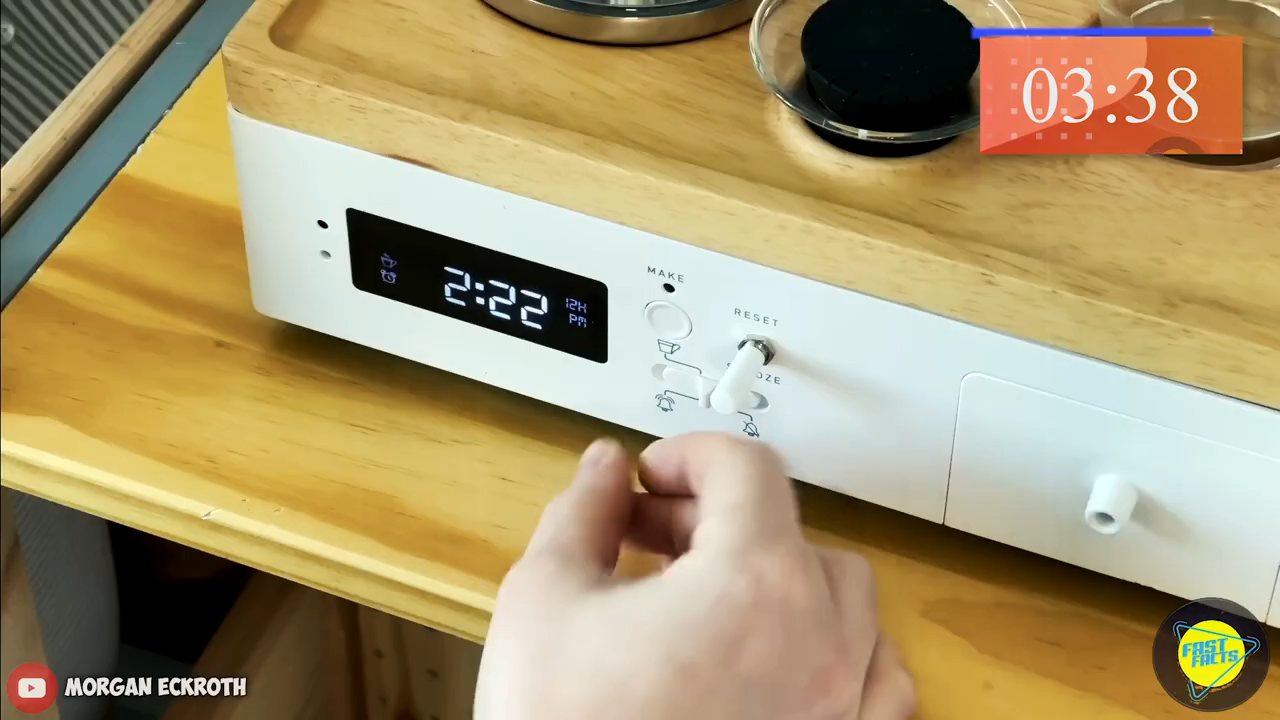 03:38
MAKE
2:22
12H
PM
RESET
MORGAN ECKROTH
FAST
FACTS